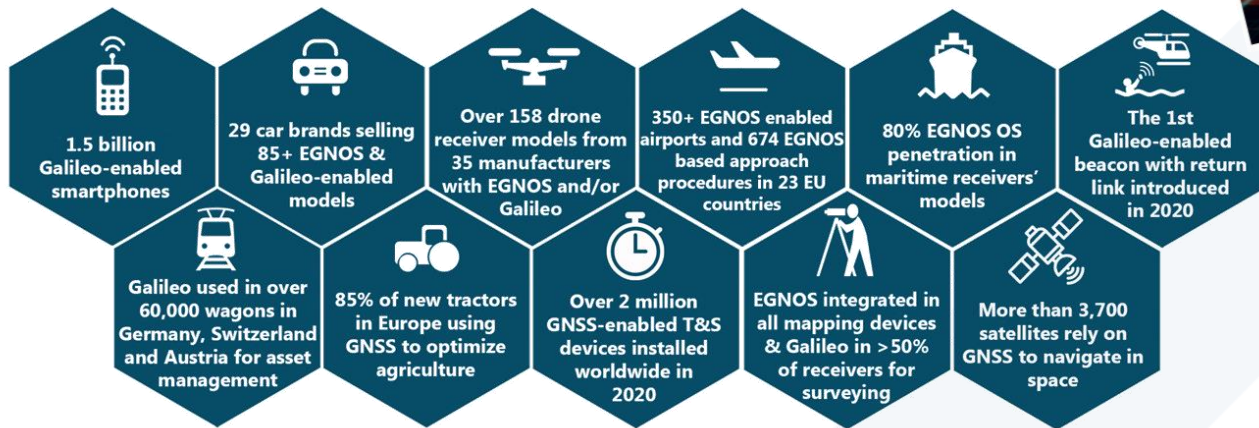 1.5 billion
Galileo-enabled
smartphones
29 car brands selling
85+ EGNOS &
Galileo-enabled
models
Over 158 drone
receiver models from
35 manufacturers
with EGNOS and/or
Galileo
350+ EGNOS enabled
airports and 674 EGNOS
based approach
procedures in 23 EU
countries
80% EGNOS OS
penetration in
maritime receivers’
models
The 1st
Galileo-enabled
beacon with return
link introduced
in 2020
Galileo used in over
60,000 wagons in
Germany, Switzerland
and Austria for asset
management
85% of new tractors
in Europe using
GNSS to optimize
agriculture
Over 2 million
GNSS-enabled T&S
devices installed
worldwide in
2020
EGNOS integrated in
all mapping devices
& Galileo in >50%
of receivers for
surveying
More than 3,700
satellites rely on
GNSS to navigate in
space